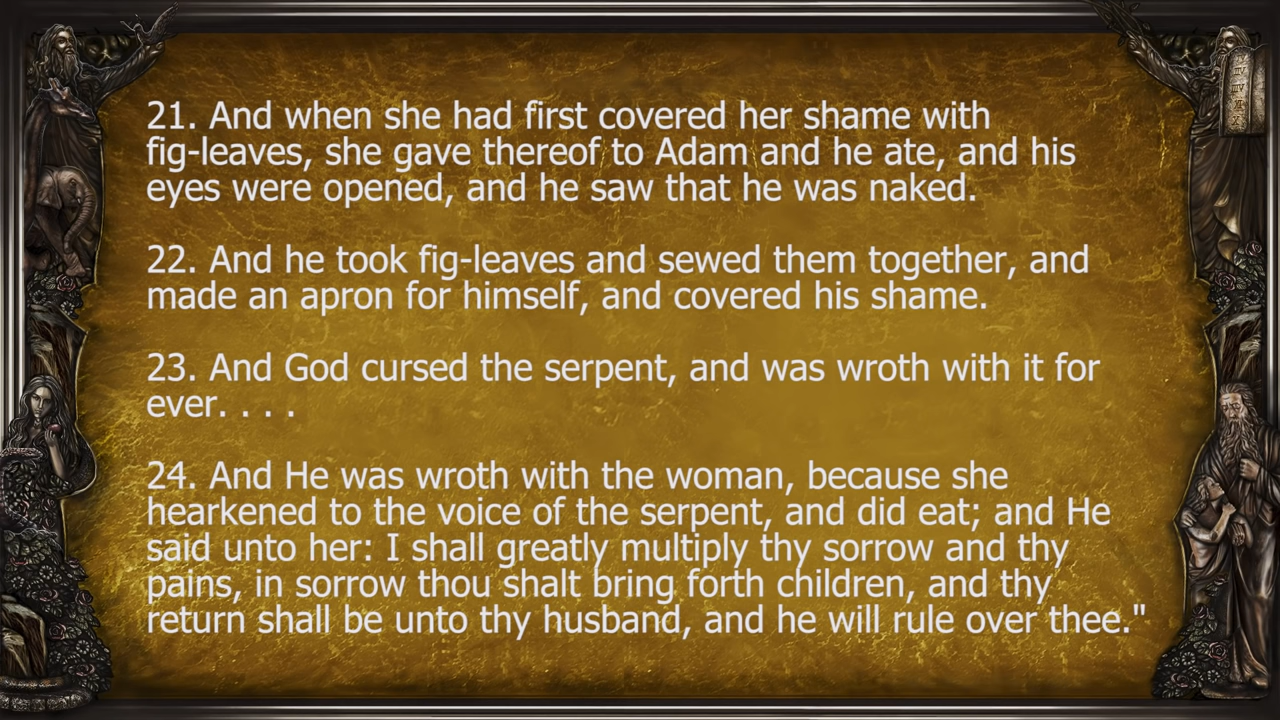 21. And when she had first covered her shame with
fig-leaves, she gave thereof to Adam and he ate, and his
eyes were opened, and he saw that he was naked.
22. And he took fig-leaves and sewed them together, and
made an apron for himself, and covered his shame.
23. And God cursed the serpent, and was wroth with it for
ever. . . .
24. And He was wroth with the woman, because she
hearkened to the voice of the serpent, and did eat; and He
said unto her: I shall greatly multiply thy sorrow and thy
pains, in sorrow thou shalt bring forth children, and thy
return shall be unto thy husband, and he will rule over thee."